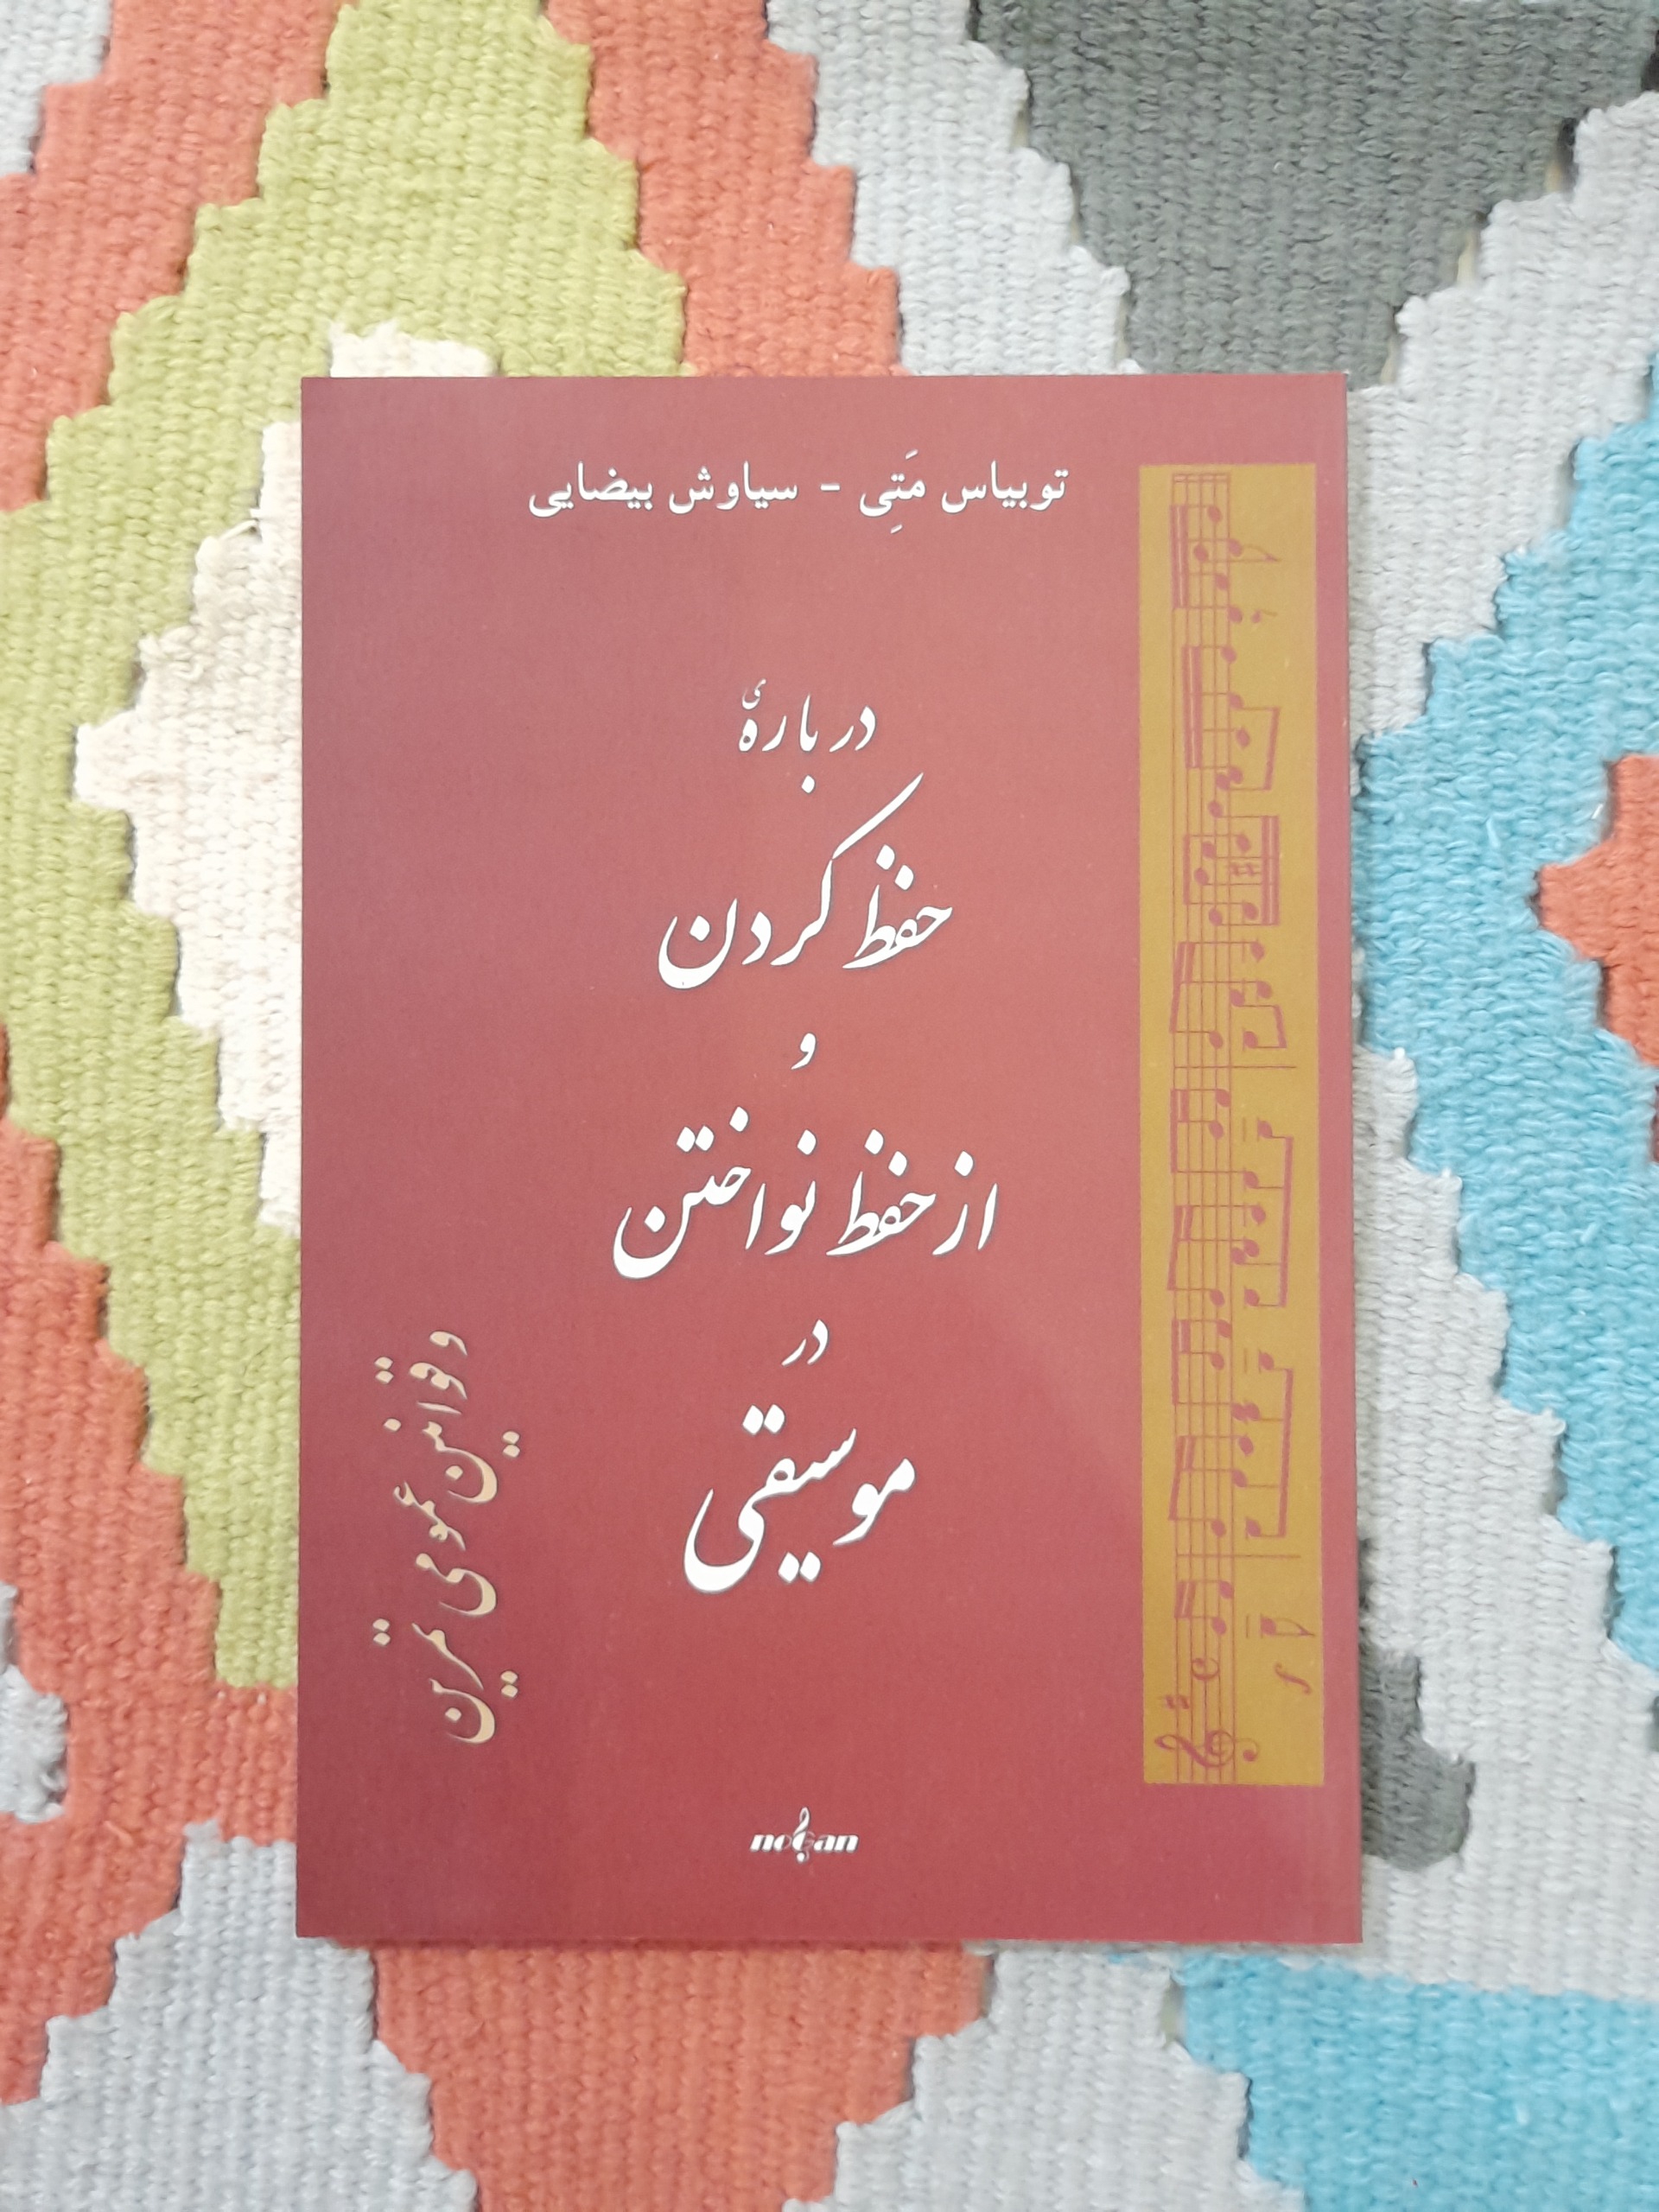 توبیاس مَتِی - سیاوش بیضایی
دربارهٔ
حفظ کردن
و
از حفظ نواختن
در
موسیقی
و قوانین عمومی تمرین
nogan